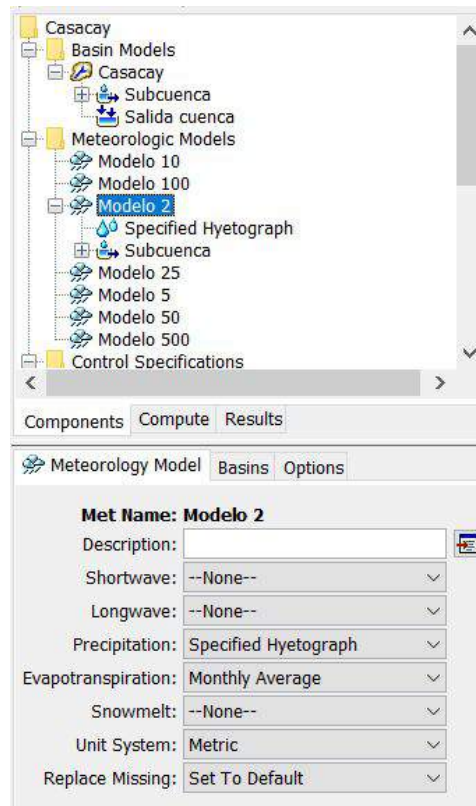 Casacay
Basin Models
Casacay
Subcuenca
Salida cuenca
Meteorologic Models
Modelo 10
Modelo 100
Modelo 2
Specified Hyetograph
Subcuenca
Modelo 25
Modelo 5
Modelo 50
Modelo 500
Control Specifications
Components Compute Results
Meteorology Model Basins Options
Met Name: Modelo 2
Description:
Shortwave: --None--
Longwave: --None--
Precipitation: Specified Hyetograph
Evapotranspiration: Monthly Average
Snowmelt: --None--
Unit System: Metric
Replace Missing: Set To Default